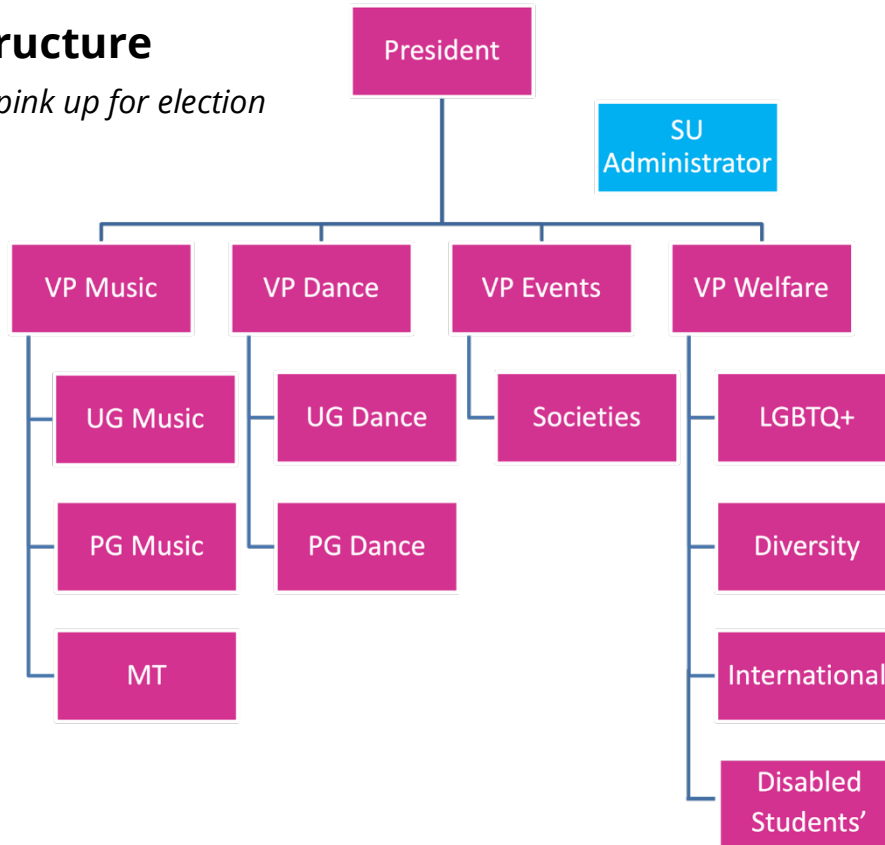 ructure
pink up for election
President
SU
Administrator
VP Music
VP Dance
VP Events
VP Welfare
UG Music
UG Dance
Societies
LGBTQ+
PG Music
PG Dance
Diversity
MT
International
Disabled
Students’